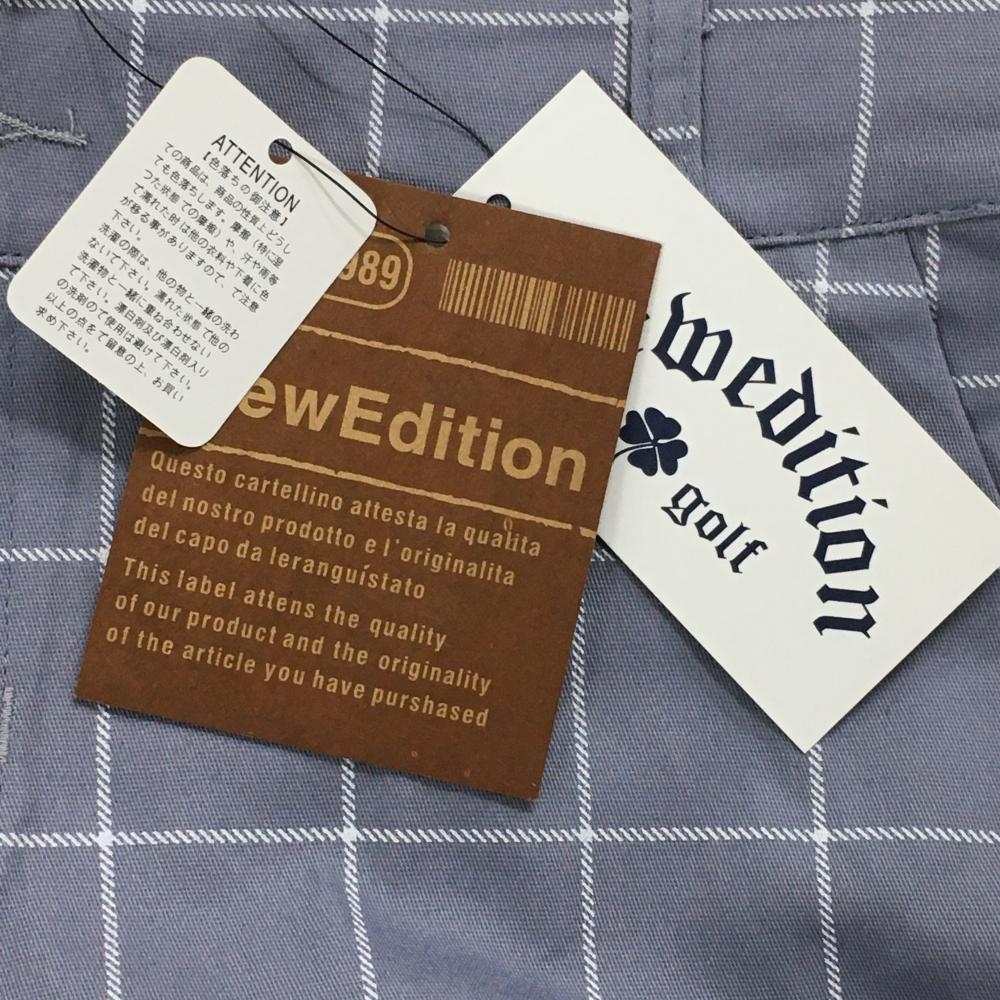 ATTENTION
【色落ちの御注意】
ての商品は、商品の性質上どうし
ても色落ちします。摩擦（特に湿
つた状態での摩擦）や、汗や雨等
で濡れた時は他の衣料や下着に色
が移る事がありますので、て注意
下さい。
洗濯の際は、他の物と一緒の洗わ
ないで下さい。濡れた状態で他の
洗濯物と一緒に重ね合わせない
で下さい。漂白剤及び漂白剤入り
の洗剤のて使用は避けて下さい。
以上の点をて留意の上、お買い
求め下さい。
989
ewEdition
Questo cartellino attesta la qualita
del nostro prodotto e l'originalita
del capo da leranguístato
This label attens the quality
of our product and the originality
of the article you have purshased
wedition
golf